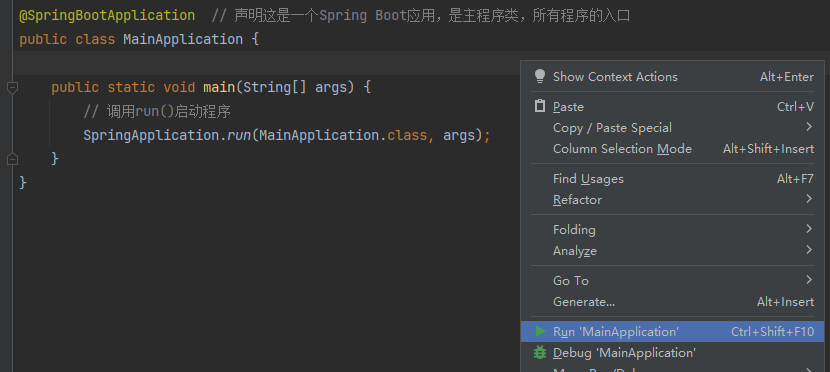 @SpringBootApplication // 声明这是一个Spring Boot应用，是主程序类，所有程序的入口
public class MainApplication {
public static void main(String[] args) {
// 调用run()启动程序
SpringApplication.run(MainApplication.class, args);
}
}
Show Context Actions Alt+Enter
Paste Ctrl+V
Copy / Paste Special
Column Selection Mode Alt+Shift+Insert
Find Usages Alt+F7
Refactor
Folding
Analyze
Go To
Generate... Alt+Insert
Run 'MainApplication' Ctrl+Shift+F10
Debug 'MainApplication'